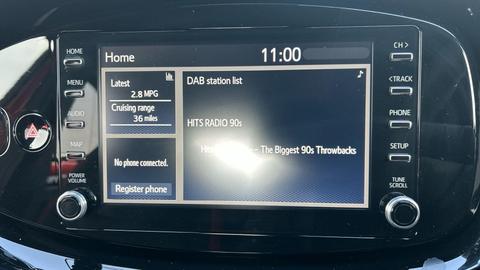 Home
11:00
Latest
2.8 MPG
Cruising range
36 miles
No phone connected.
Register phone
DAB station list
HITS RADIO 90s
– The Biggest 90s Throwbacks
HOME
MENU
AUDIO
MAP
POWER
VOLUME
CH >
<TRACK
PHONE
SETUP
TUNE
SCROLL